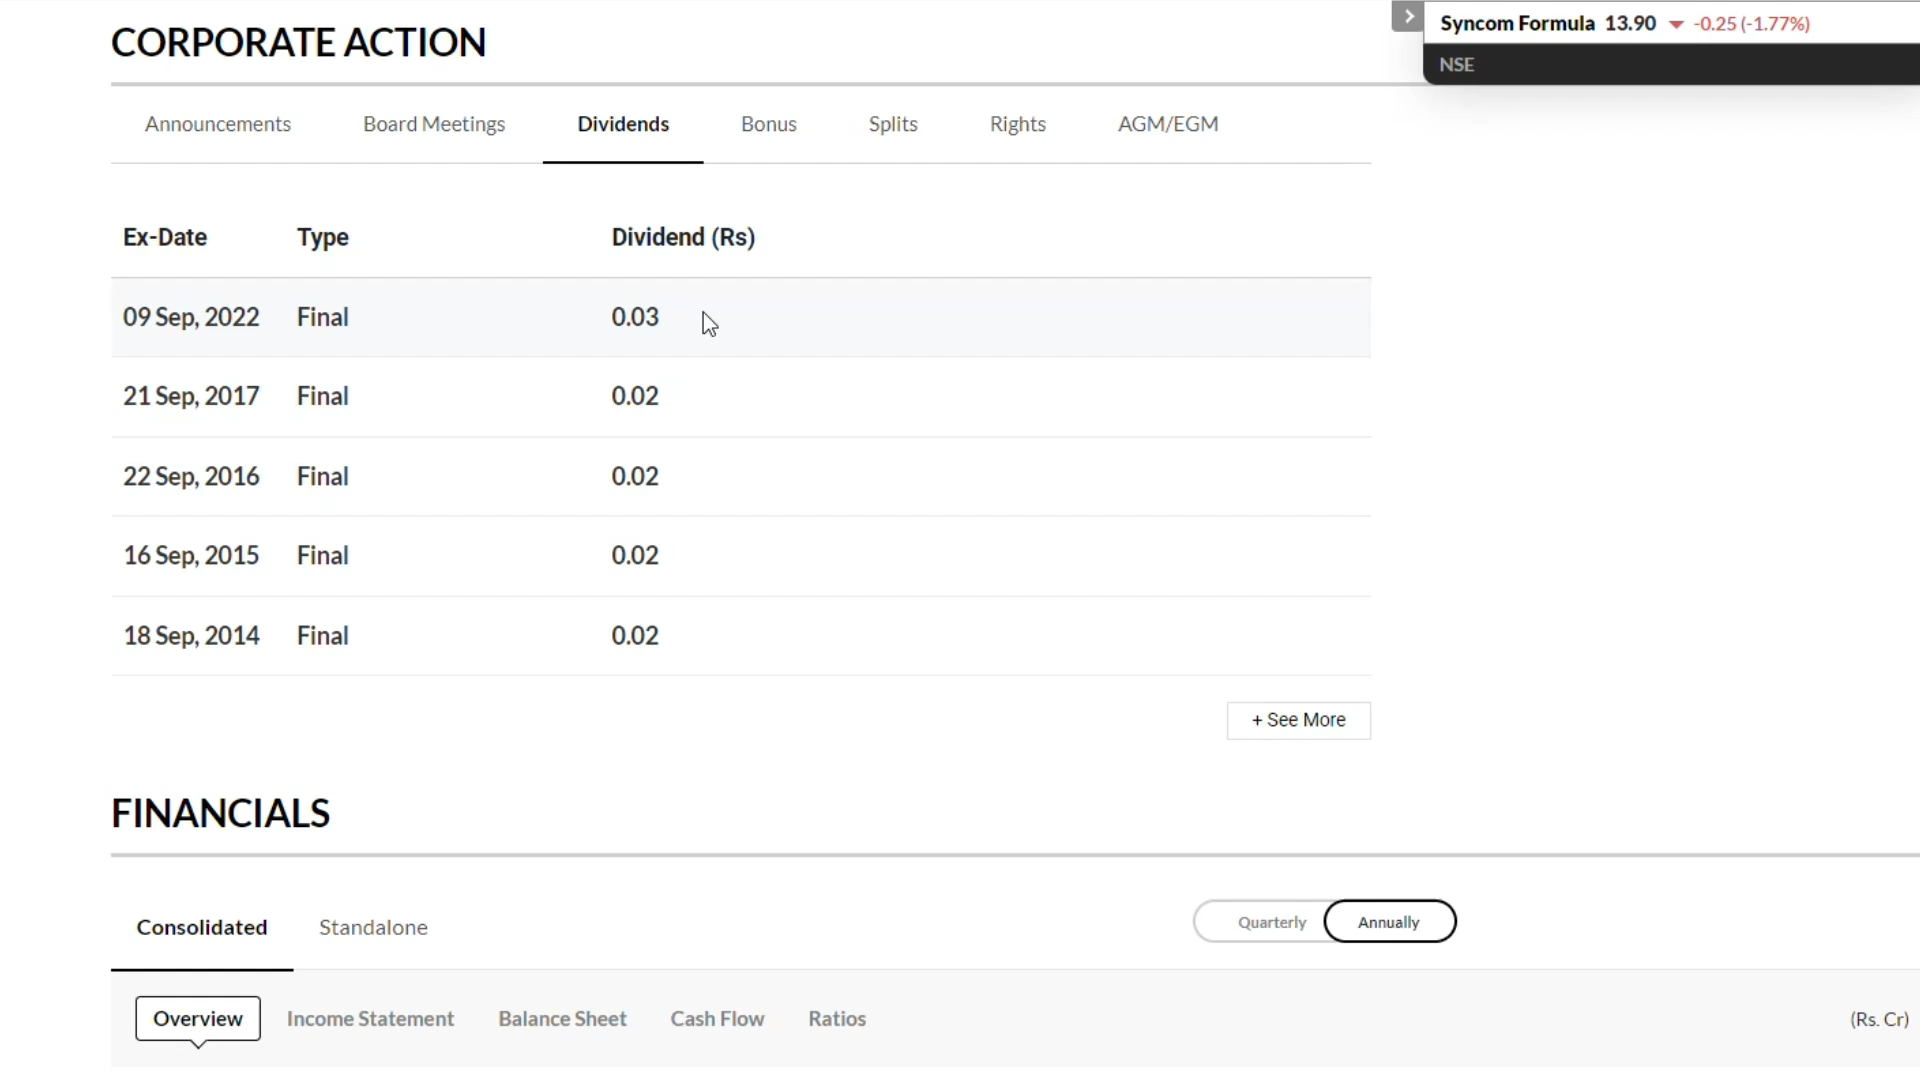 CORPORATE ACTION
Syncom Formula 13.90 -0.25 (-1.77%)
NSE
Announcements Board Meetings Dividends Bonus Splits Rights AGM/EGM
Ex-Date Type Dividend (Rs)
09 Sep, 2022 Final 0.03
21 Sep, 2017 Final 0.02
22 Sep, 2016 Final 0.02
16 Sep, 2015 Final 0.02
18 Sep, 2014 Final 0.02
+ See More
FINANCIALS
Consolidated Standalone Quarterly Annually
Overview Income Statement Balance Sheet Cash Flow Ratios (Rs. Cr)